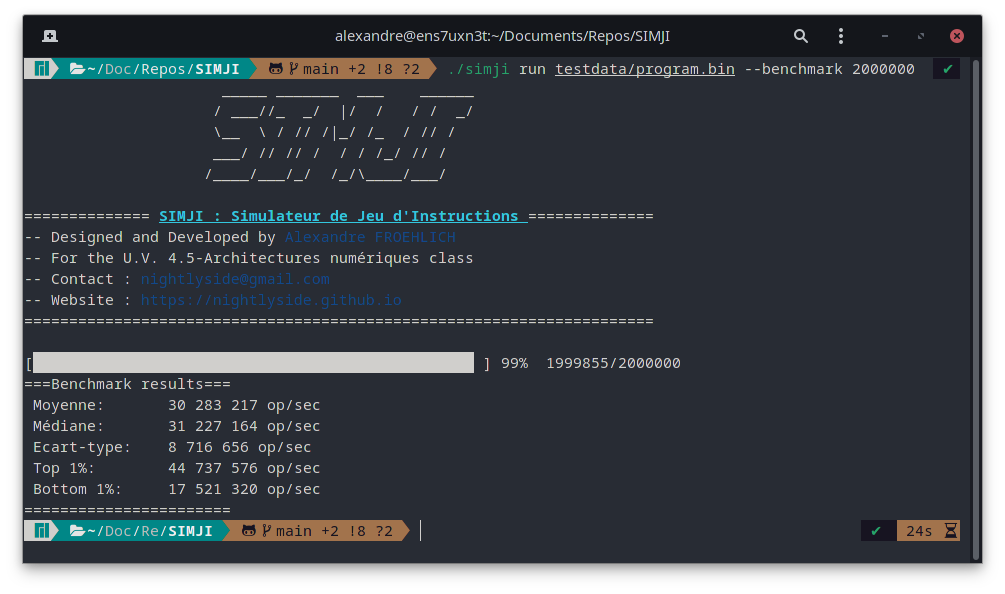 alexandre@ens7uxn3t:~/Documents/Repos/SIMJI
~/Doc/Repos/SIMJI main +2 !8 ?2 ./simji run testdata/program.bin --benchmark 2000000 ✔
SIMJI
============== SIMJI : Simulateur de Jeu d'Instructions ==============
-- Designed and Developed by Alexandre FROEHLICH
-- For the U.V. 4.5-Architectures numériques class
-- Contact : nightlyside@gmail.com
-- Website : https://nightlyside.github.io
======================================================================
[ ] 99% 1999855/2000000
===Benchmark results===
Moyenne: 30 283 217 op/sec
Médiane: 31 227 164 op/sec
Ecart-type: 8 716 656 op/sec
Top 1%: 44 737 576 op/sec
Bottom 1%: 17 521 320 op/sec
=======================
~/Doc/Re/SIMJI main +2 !8 ?2 ✔ 24s